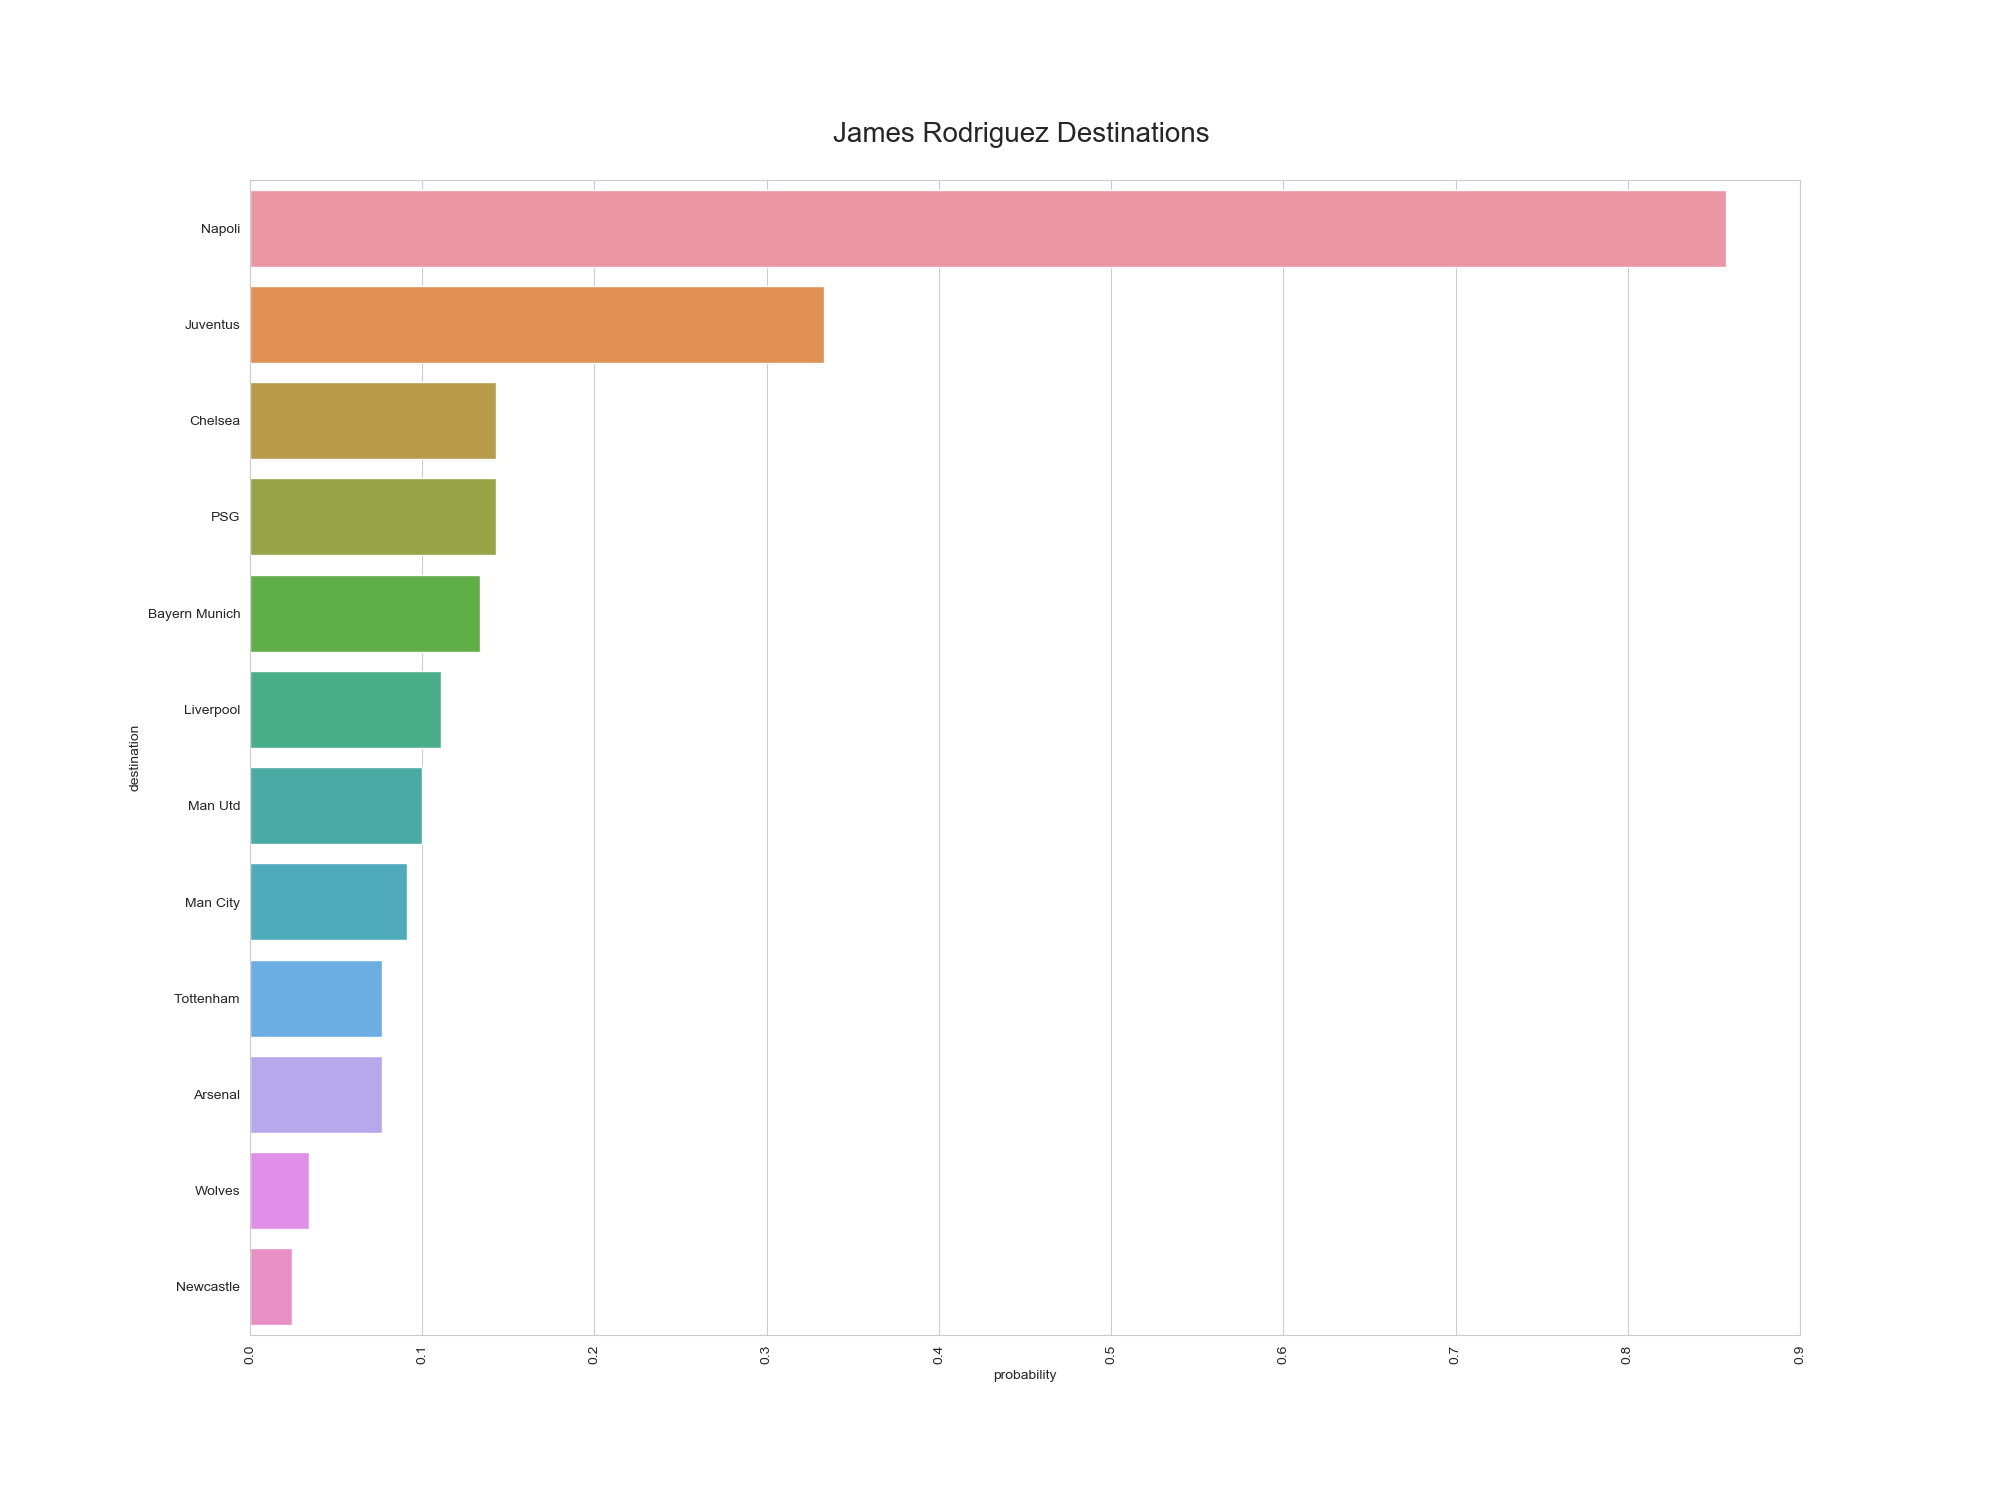 James Rodriguez Destinations
Napoli
Juventus
Chelsea
PSG
Bayern Munich
Liverpool
Man Utd
Man City
Tottenham
Arsenal
Wolves
Newcastle
destination
0.0 0.1 0.2 0.3 0.4 0.5 0.6 0.7 0.8 0.9
probability